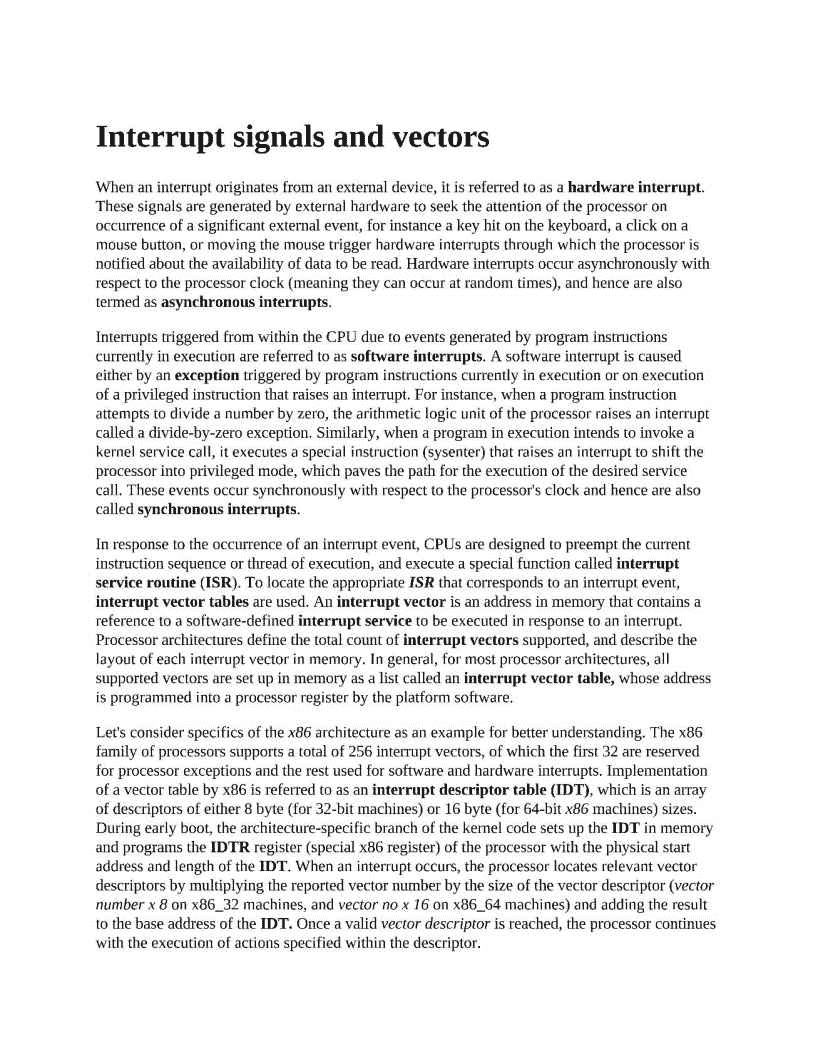 Interrupt signals and vectors
When an interrupt originates from an external device, it is referred to as a hardware interrupt.
These signals are generated by external hardware to seek the attention of the processor on
occurrence of a significant external event, for instance a key hit on the keyboard, a click on a
mouse button, or moving the mouse trigger hardware interrupts through which the processor is
notified about the availability of data to be read. Hardware interrupts occur asynchronously with
respect to the processor clock (meaning they can occur at random times), and hence are also
termed as asynchronous interrupts.
Interrupts triggered from within the CPU due to events generated by program instructions
currently in execution are referred to as software interrupts. A software interrupt is caused
either by an exception triggered by program instructions currently in execution or on execution
of a privileged instruction that raises an interrupt. For instance, when a program instruction
attempts to divide a number by zero, the arithmetic logic unit of the processor raises an interrupt
called a divide-by-zero exception. Similarly, when a program in execution intends to invoke a
kernel service call, it executes a special instruction (sysenter) that raises an interrupt to shift the
processor into privileged mode, which paves the path for the execution of the desired service
call. These events occur synchronously with respect to the processor's clock and hence are also
called synchronous interrupts.
In response to the occurrence of an interrupt event, CPUs are designed to preempt the current
instruction sequence or thread of execution, and execute a special function called interrupt
service routine (ISR). To locate the appropriate ISR that corresponds to an interrupt event,
interrupt vector tables are used. An interrupt vector is an address in memory that contains a
reference to a software-defined interrupt service to be executed in response to an interrupt.
Processor architectures define the total count of interrupt vectors supported, and describe the
layout of each interrupt vector in memory. In general, for most processor architectures, all
supported vectors are set up in memory as a list called an interrupt vector table, whose address
is programmed into a processor register by the platform software.
Let's consider specifics of the x86 architecture as an example for better understanding. The x86
family of processors supports a total of 256 interrupt vectors, of which the first 32 are reserved
for processor exceptions and the rest used for software and hardware interrupts. Implementation
of a vector table by x86 is referred to as an interrupt descriptor table (IDT), which is an array
of descriptors of either 8 byte (for 32-bit machines) or 16 byte (for 64-bit x86 machines) sizes.
During early boot, the architecture-specific branch of the kernel code sets up the IDT in memory
and programs the IDTR register (special x86 register) of the processor with the physical start
address and length of the IDT. When an interrupt occurs, the processor locates relevant vector
descriptors by multiplying the reported vector number by the size of the vector descriptor (vector
number x 8 on x86_32 machines, and vector no x 16 on x86_64 machines) and adding the result
to the base address of the IDT. Once a valid vector descriptor is reached, the processor continues
with the execution of actions specified within the descriptor.